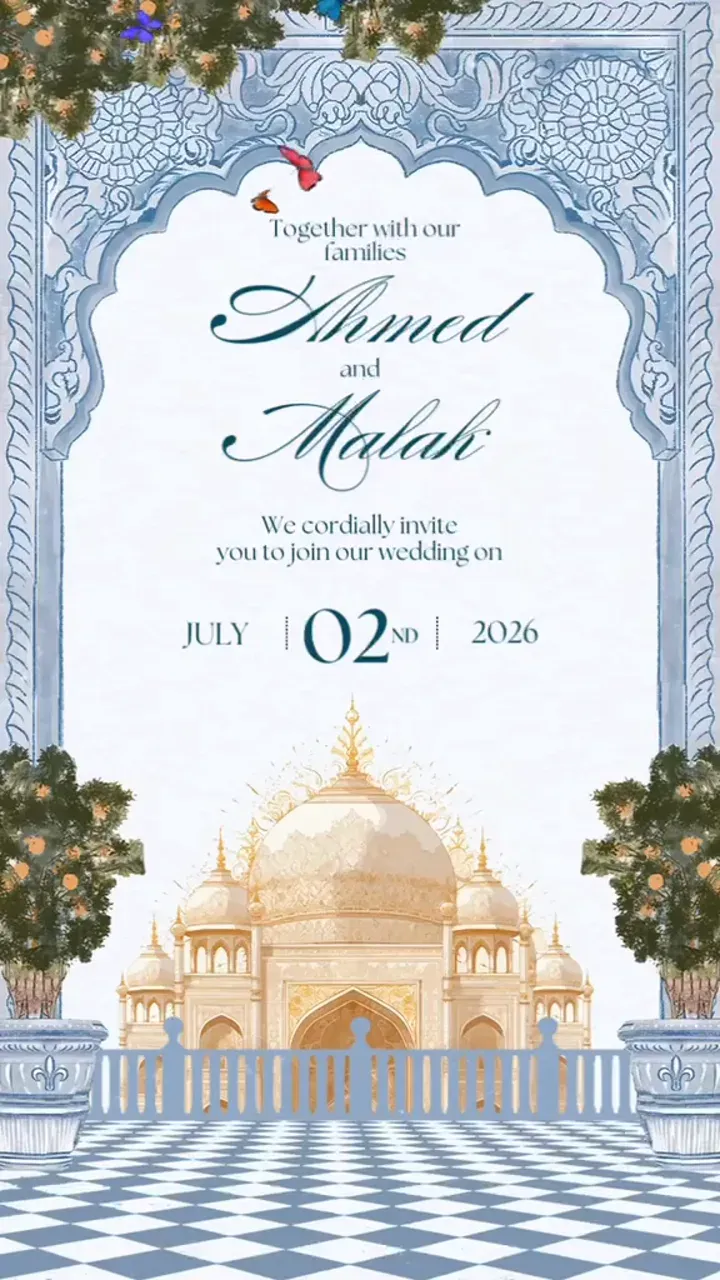 Together with our
families
Ahmed
and
Malak
We cordially invite
you to join our wedding on
JULY 02ND 2026